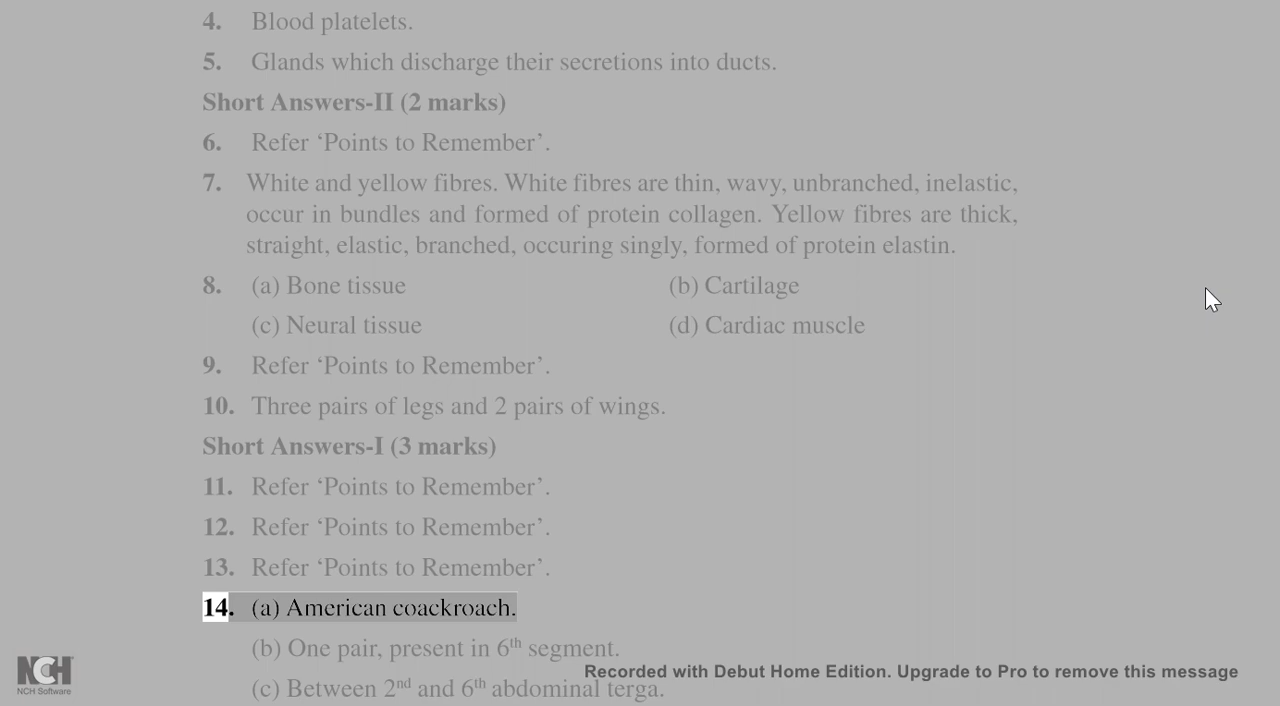 4. Blood platelets.
5. Glands which discharge their secretions into ducts.
Short Answers-II (2 marks)
6. Refer ‘Points to Remember’.
7. White and yellow fibres. White fibres are thin, wavy, unbranched, inelastic,
occur in bundles and formed of protein collagen. Yellow fibres are thick,
straight, elastic, branched, occuring singly, formed of protein elastin.
8. (a) Bone tissue (b) Cartilage
(c) Neural tissue (d) Cardiac muscle
9. Refer ‘Points to Remember’.
10. Three pairs of legs and 2 pairs of wings.
Short Answers-I (3 marks)
11. Refer ‘Points to Remember’.
12. Refer ‘Points to Remember’.
13. Refer ‘Points to Remember’.
14. (a) American coackroach.
(b) One pair, present in 6th segment.
(c) Between 2nd and 6th abdominal terga.
NCH
NCH Software
Recorded with Debut Home Edition. Upgrade to Pro to remove this message